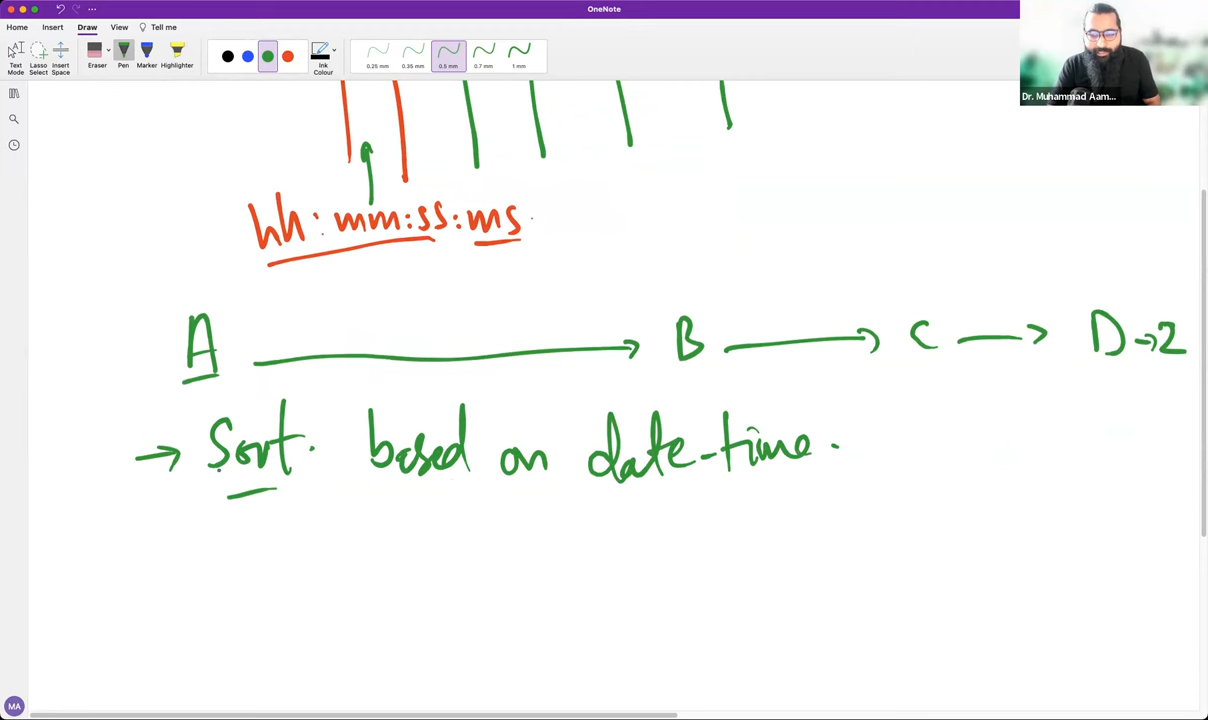 OneNote
Home Insert Draw View Tell me
Text Mode Lasso Select Insert Space Eraser Pen Marker Highlighter Ink Colour 0.25 mm 0.35 mm 0.5 mm 0.7 mm 1 mm
Dr. Muhammad Aam...
hh:mm:ss:ms
A → B → C → D → 2
→ Sort. based on date-time.
MA